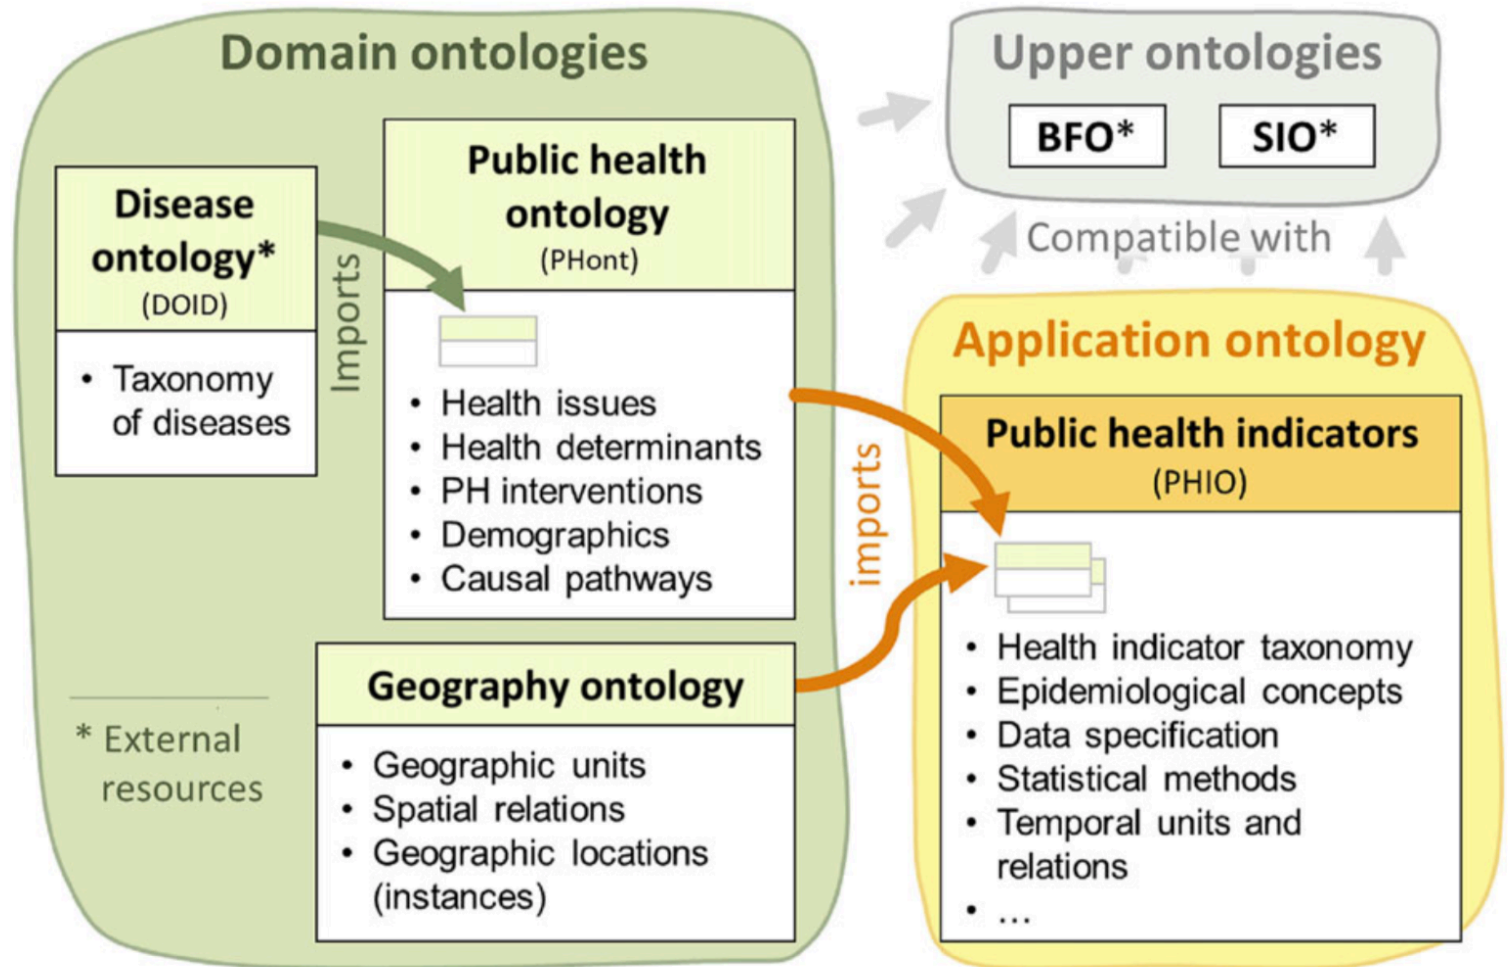 Domain ontologies
Disease
ontology*
(DOID)
• Taxonomy
of diseases
Imports
Public health
ontology
(PHont)
• Health issues
• Health determinants
• PH interventions
• Demographics
• Causal pathways
Geography ontology
• Geographic units
• Spatial relations
• Geographic locations
(instances)
* External
resources
imports
Upper ontologies
BFO*
SIO*
Compatible with
Application ontology
Public health indicators
(PHIO)
• Health indicator taxonomy
• Epidemiological concepts
• Data specification
• Statistical methods
• Temporal units and
relations
• ...